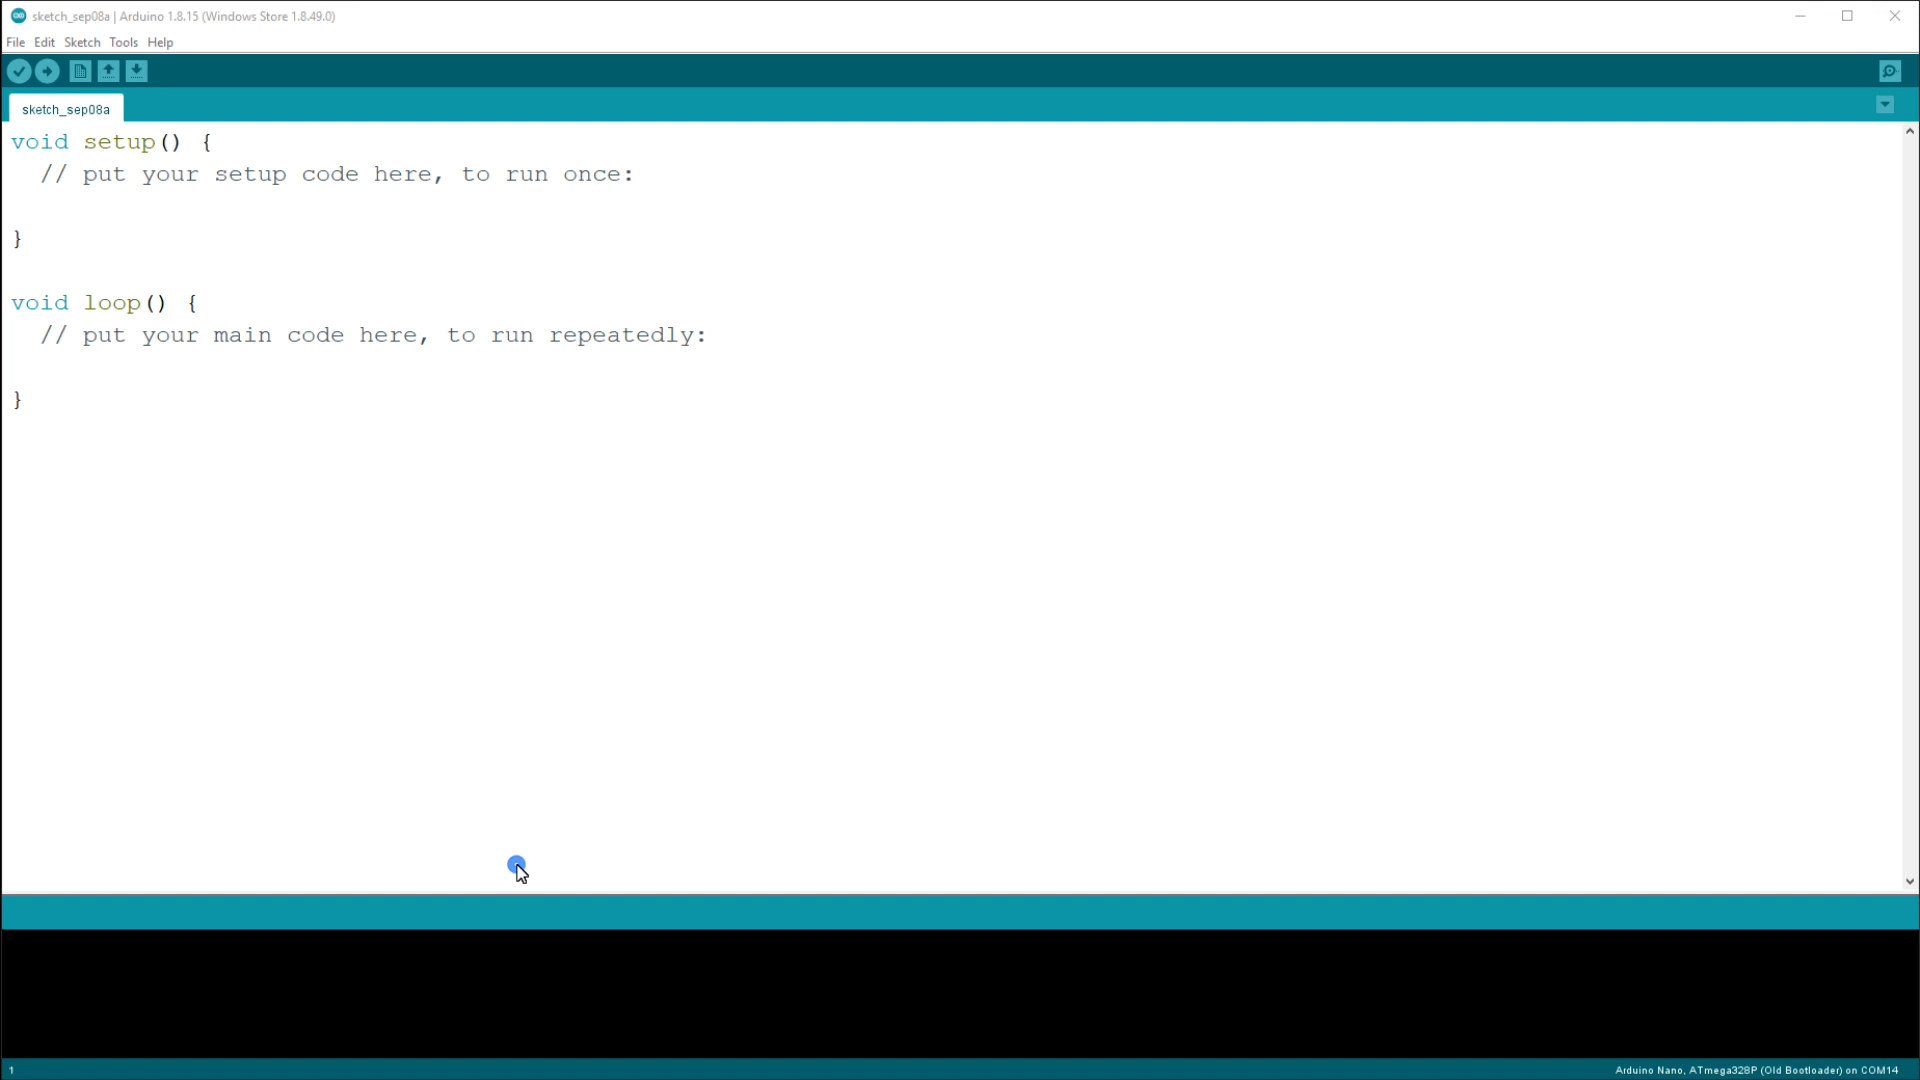 sketch_sep08a | Arduino 1.8.15 (Windows Store 1.8.49.0)
File Edit Sketch Tools Help
sketch_sep08a
void setup() {
  // put your setup code here, to run once:
}
void loop() {
  // put your main code here, to run repeatedly:
}
1
Arduino Nano, ATmega328P (Old Bootloader) on COM14